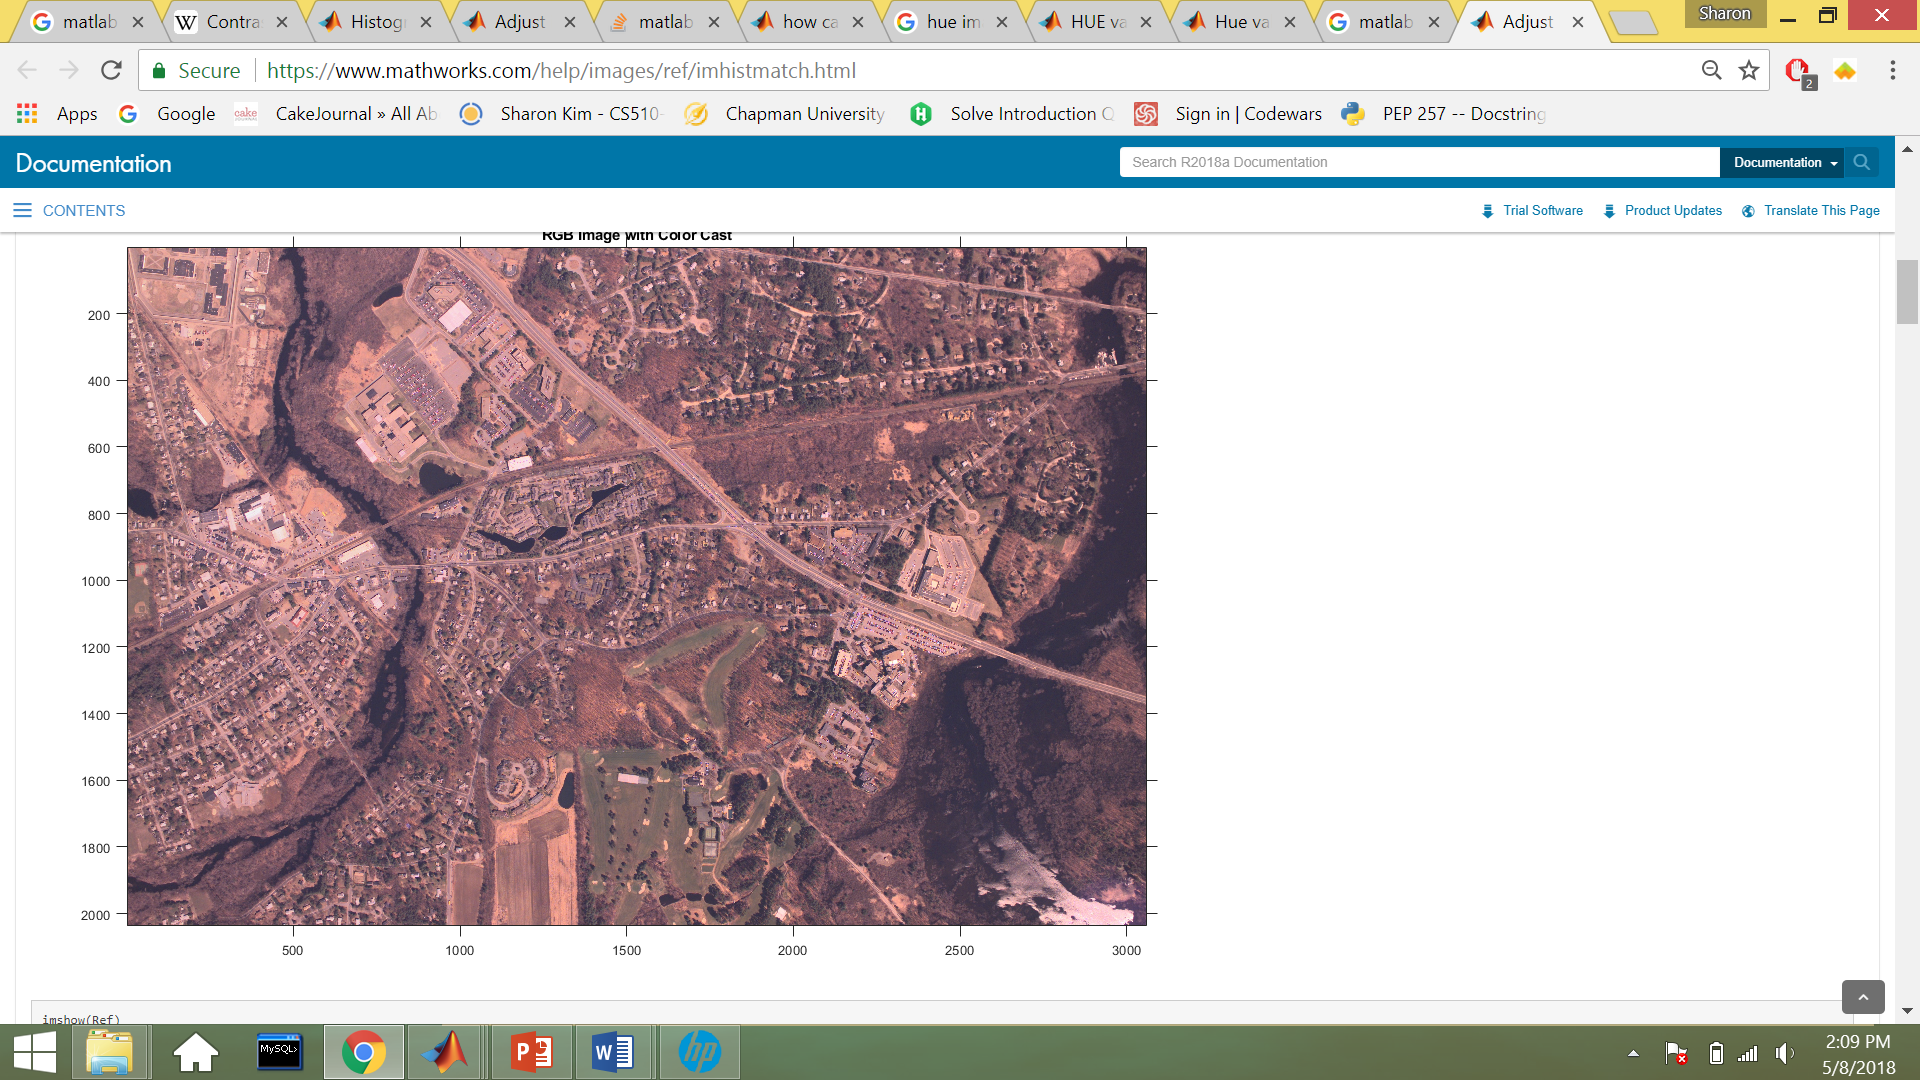 matlab
Contra
Histogr
Adjust
matlab
how ca
hue im
HUE va
Hue va
matlab
Adjust
Sharon
Secure
https://www.mathworks.com/help/images/ref/imhistmatch.html
2
Apps
Google
CakeJournal » All Ab
Sharon Kim - CS510-
Chapman University
Solve Introduction Q
Sign in | Codewars
PEP 257 -- Docstring
Documentation
Search R2018a Documentation
Documentation
CONTENTS
Trial Software
Product Updates
Translate This Page
RGB Image with Color Cast
200
400
600
800
1000
1200
1400
1600
1800
2000
500
1000
1500
2000
2500
3000
imshow(Ref)
MySQL>
2:09 PM
5/8/2018